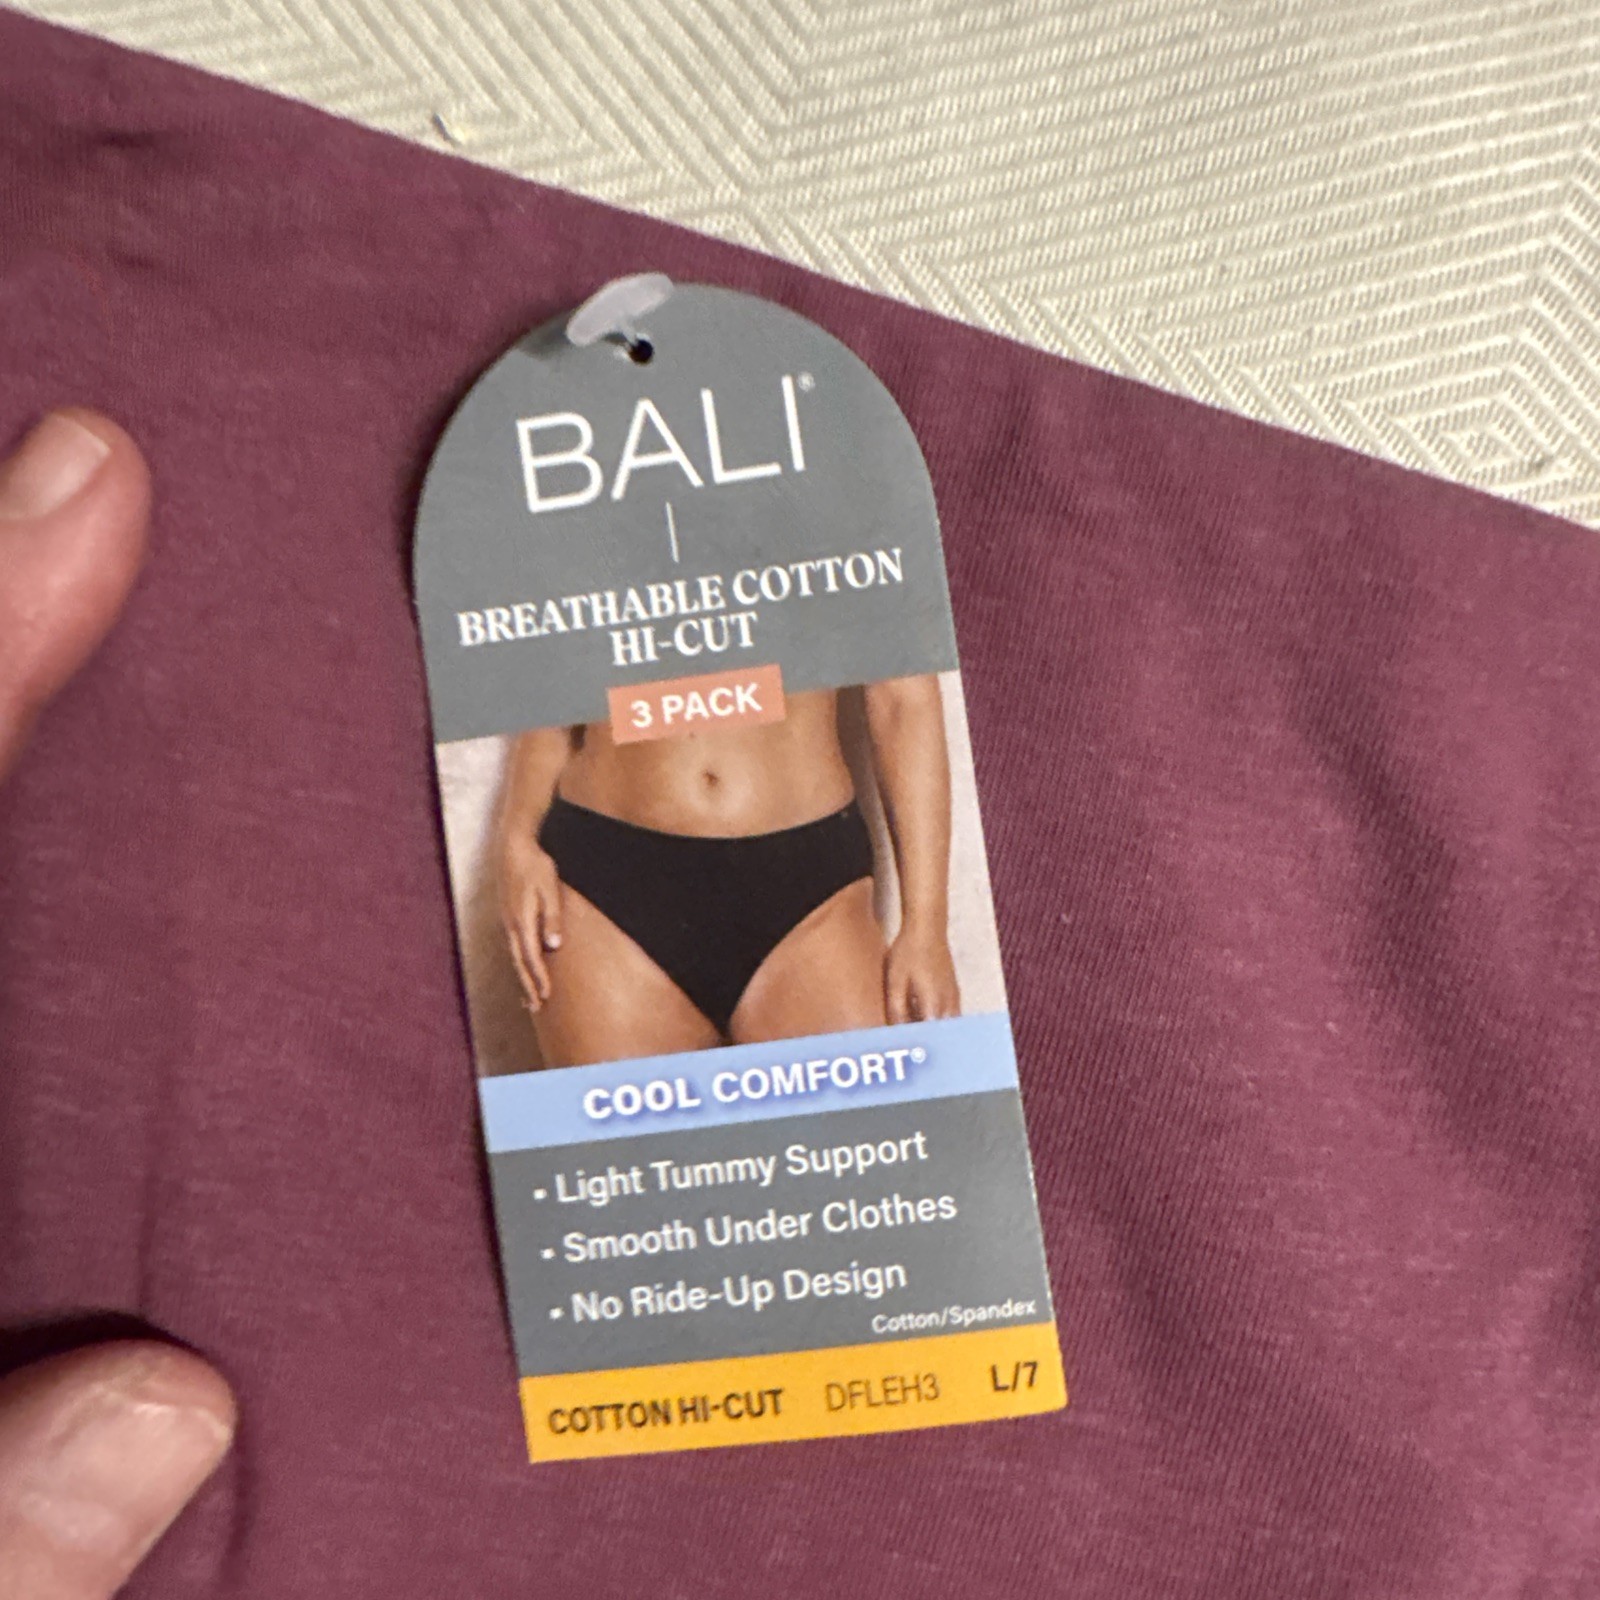 BALI®
BREATHABLE COTTON
HI-CUT
3 PACK
COOL COMFORT®
• Light Tummy Support
• Smooth Under Clothes
• No Ride-Up Design
Cotton/Spandex
COTTON HI-CUT DFLEH3 L/7